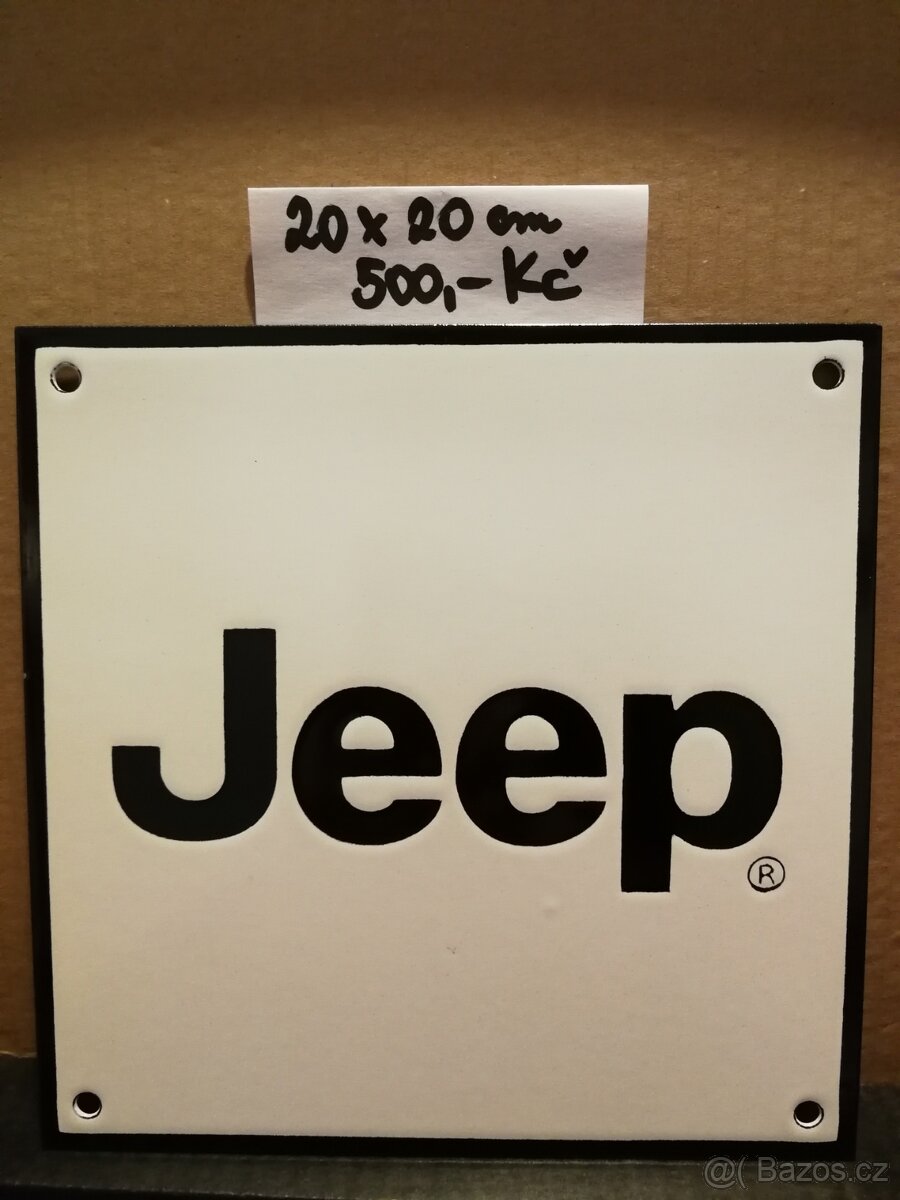 20 x 20 cm
500,- Kč
Jeep
®
@( Bazos.cz